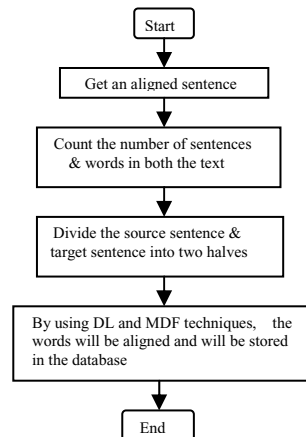 Start
Get an aligned sentence
Count the number of sentences
& words in both the text
Divide the source sentence &
target sentence into two halves
By using DL and MDF techniques, the
words will be aligned and will be stored
in the database
End